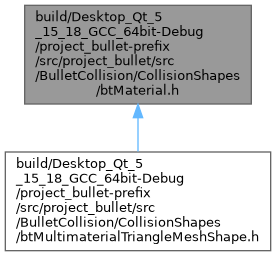 build/Desktop_Qt_5
_15_18_GCC_64bit-Debug
/project_bullet-prefix
/src/project_bullet/src
/BulletCollision/CollisionShapes
/btMaterial.h
build/Desktop_Qt_5
_15_18_GCC_64bit-Debug
/project_bullet-prefix
/src/project_bullet/src
/BulletCollision/CollisionShapes
/btMultimaterialTriangleMeshShape.h